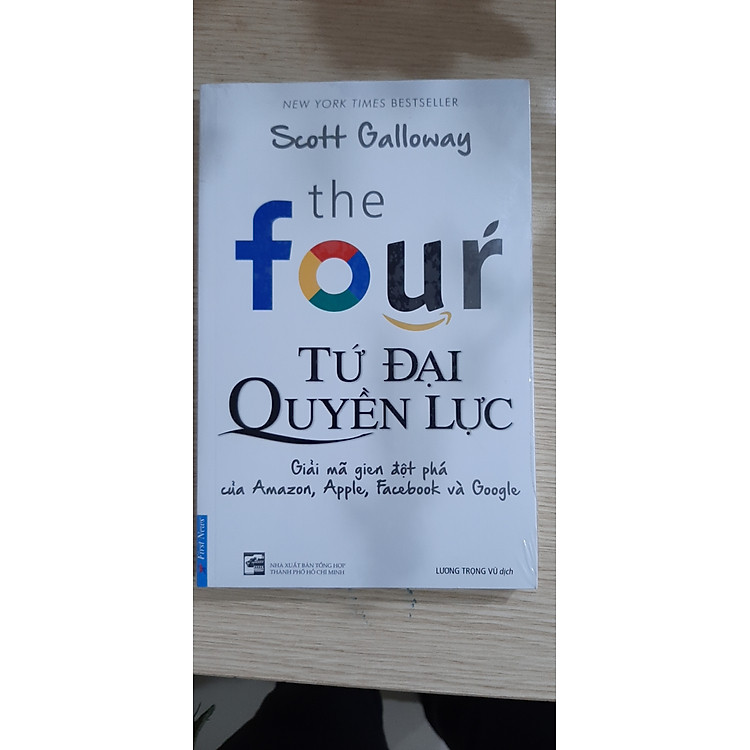 NEW YORK TIMES BESTSELLER
Scott Galloway
the
four
TỨ ĐẠI
QUYỀN LỰC
Giải mã gien đột phá
của Amazon, Apple, Facebook và Google
First News
NHÀ XUẤT BẢN TỔNG HỢP
THÀNH PHỐ HỒ CHÍ MINH
LƯƠNG TRỌNG VŨ dịch